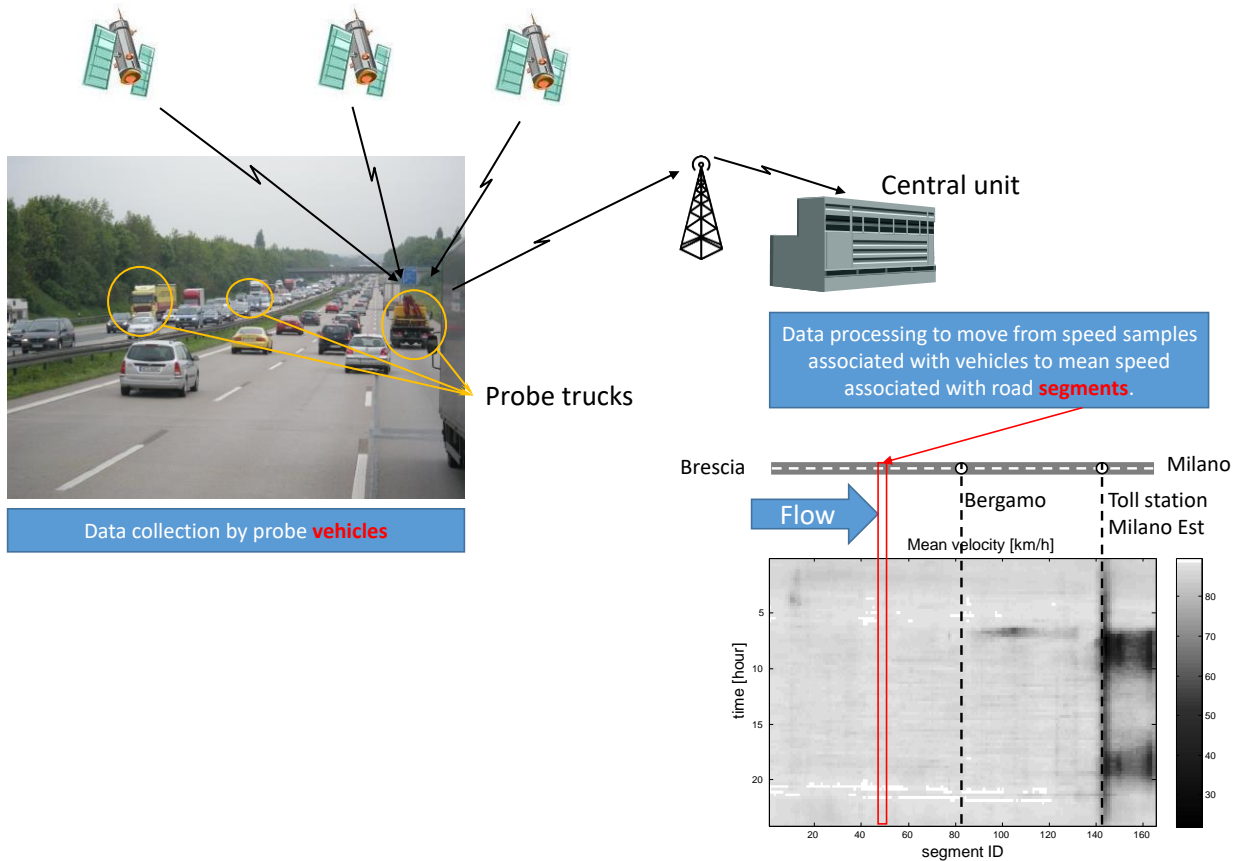 Central unit
Probe trucks
Data collection by probe vehicles
Data processing to move from speed samples
associated with vehicles to mean speed
associated with road segments.
Brescia
Milano
Flow
Bergamo
Toll station
Milano Est
Mean velocity [km/h]
time [hour]
5
10
15
20
20
40
60
80
100
120
140
160
segment ID
80
70
60
50
40
30